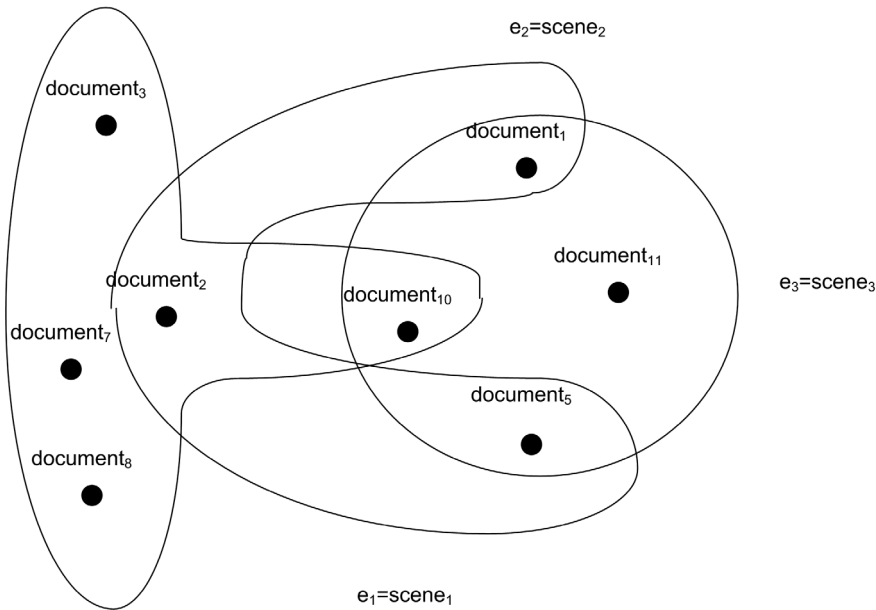 e₂=scene₂
document₃
document₁
document₁₁
document₂
e₃=scene₃
document₁₀
document₇
document₅
document₈
e₁=scene₁